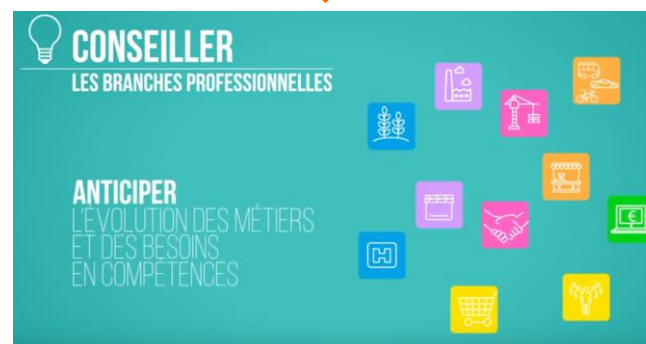 CONSEILLER
LES BRANCHES PROFESSIONNELLES
ANTICIPER
L'ÉVOLUTION DES MÉTIERS
ET DES BESOINS
EN COMPÉTENCES
H
€